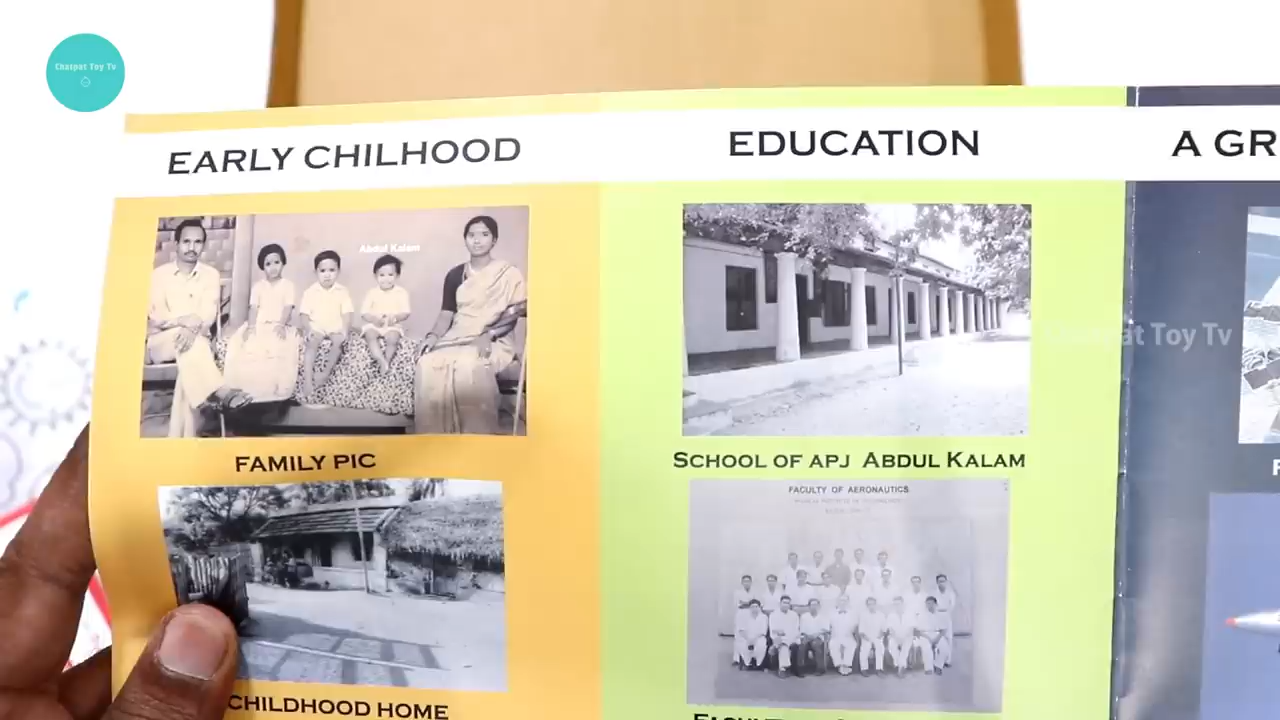 Chatpat Toy Tv
EARLY CHILHOOD
EDUCATION
A GR
Abdul Kalam
Chatpat Toy Tv
FAMILY PIC
SCHOOL OF APJ ABDUL KALAM
FACULTY OF AERONAUTICS
CHILDHOOD HOME